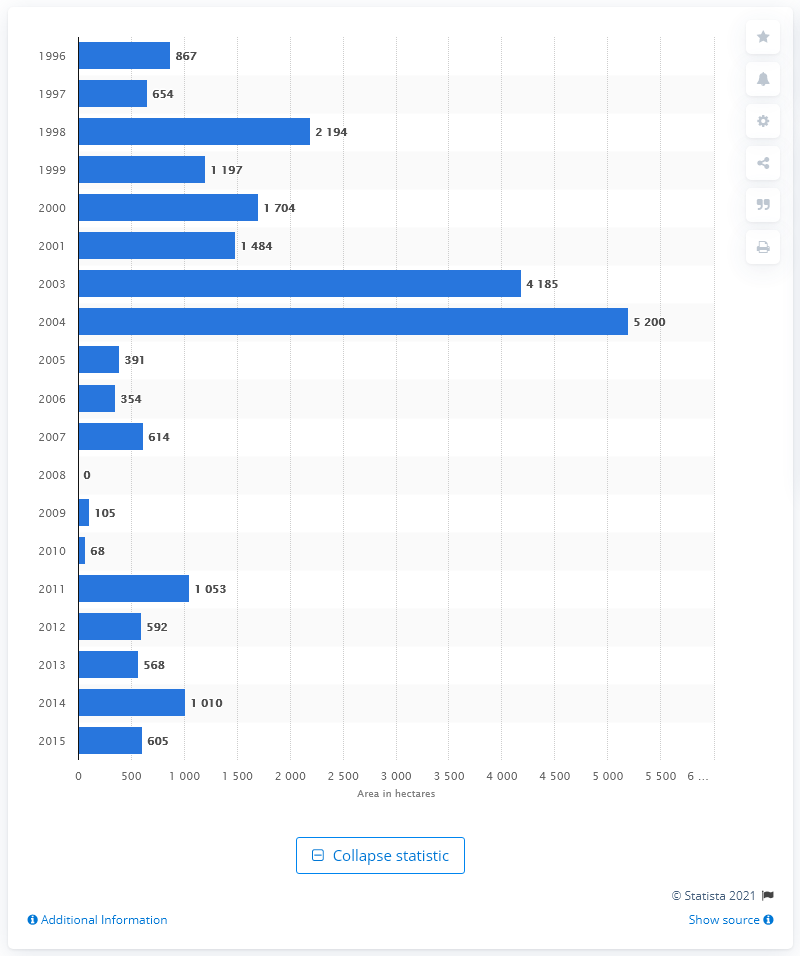 1996 867
1997 654
1998 2 194
1999 1 197
2000 1 704
2001 1 484
2003 4 185
2004 5 200
2005 391
2006 354
2007 614
2008 0
2009 105
2010 68
2011 1 053
2012 592
2013 568
2014 1 010
2015 605
0 500 1 000 1 500 2 000 2 500 3 000 3 500 4 000 4 500 5 000 5 500 6 ...
Area in hectares
Collapse statistic
© Statista 2021
Additional Information Show source